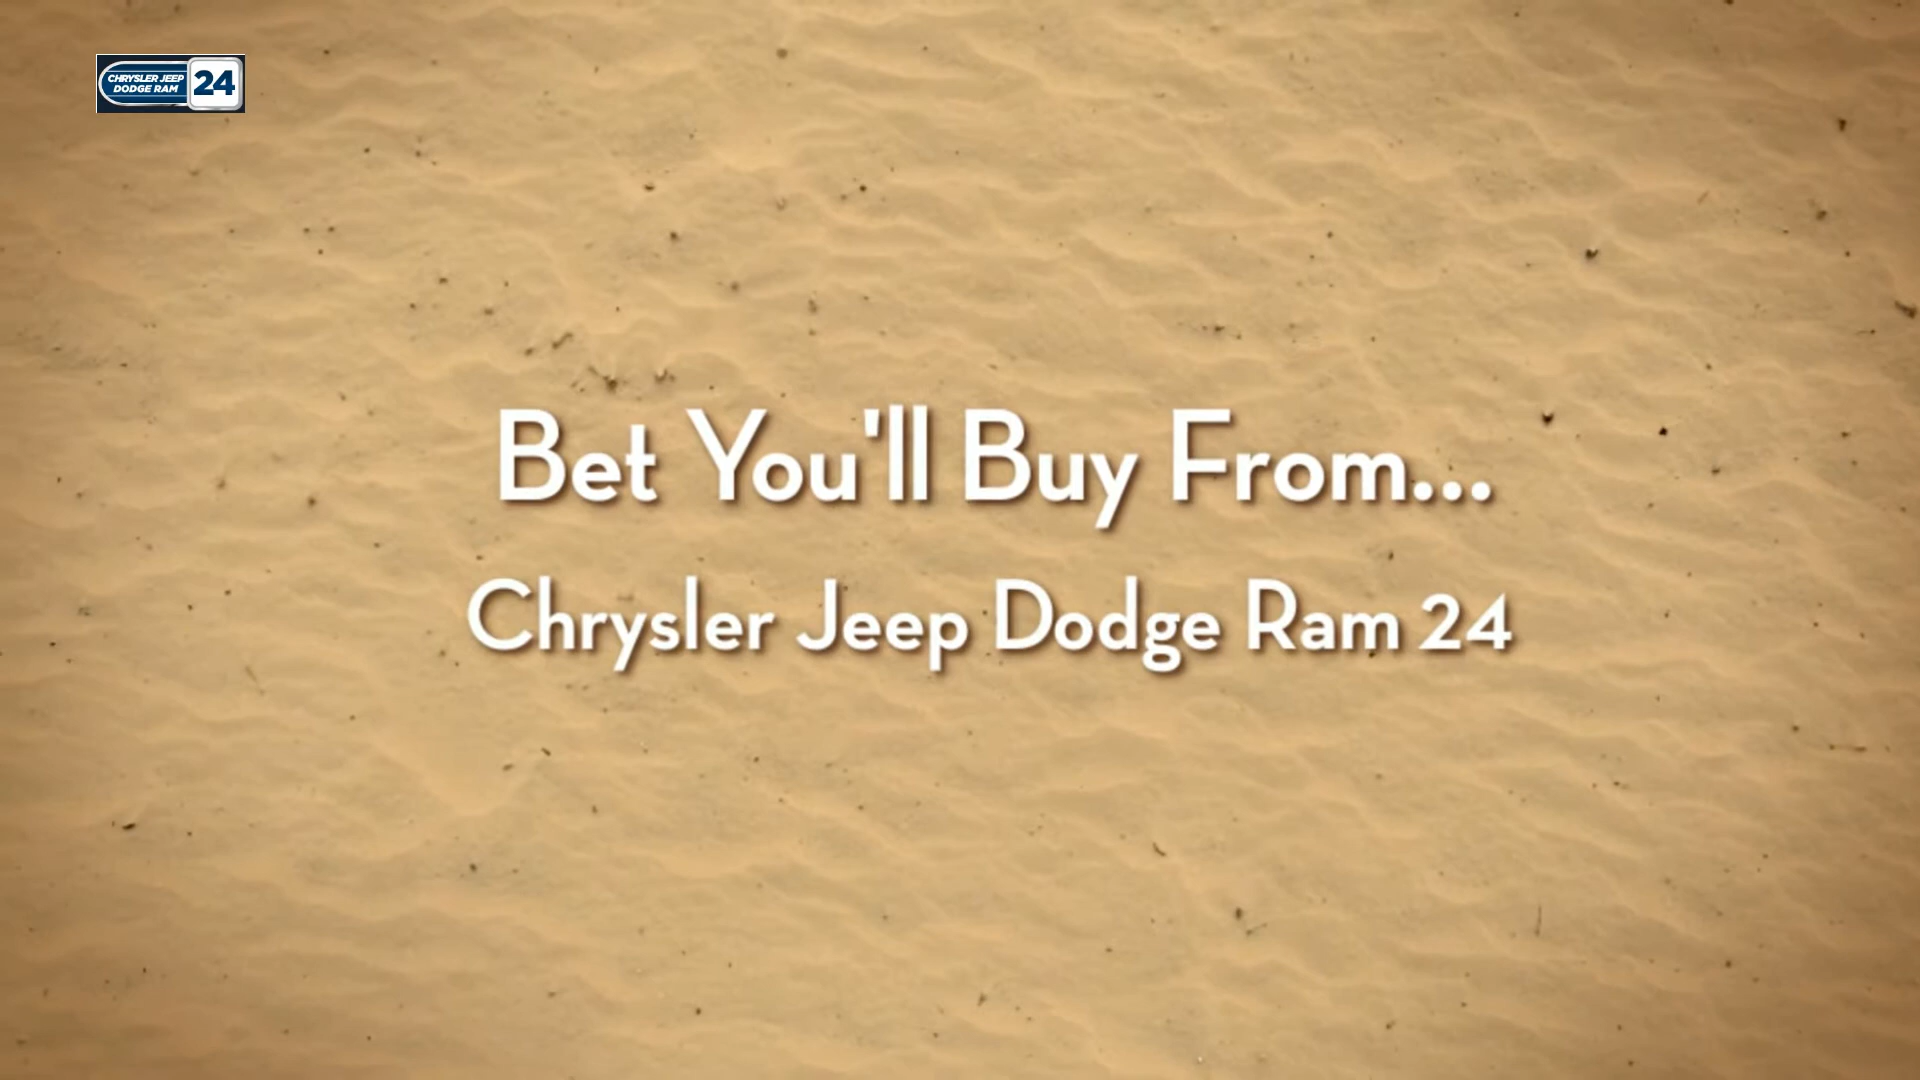 CHRYSLER JEEP
DODGE RAM
24
Bet You'll Buy From...
Chrysler Jeep Dodge Ram 24